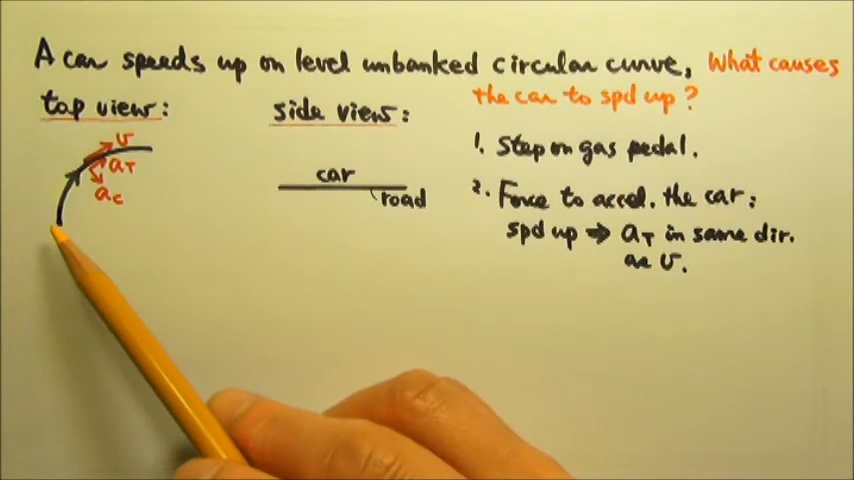 A car speeds up on level unbanked circular curve, What causes
the car to spd up?
top view:
v
aT
ac
side view:
car
road
1. Step on gas pedal.
2. Force to accel. the car:
spd up ⇒ aT in same dir.
as v.